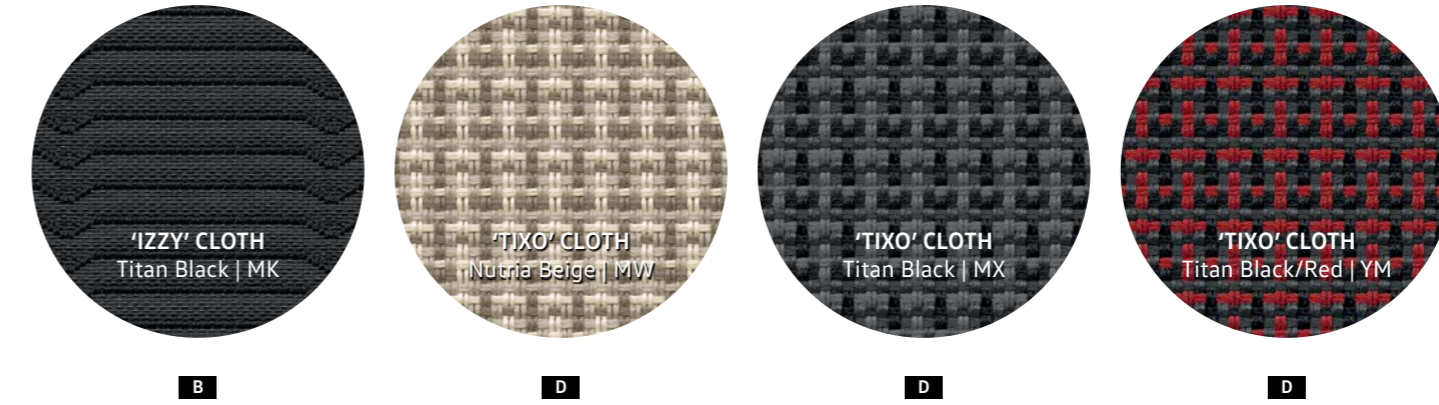 ‘IZZY’ CLOTH
Titan Black | MK
‘TIXO’ CLOTH
Nutria Beige | MW
‘TIXO’ CLOTH
Titan Black | MX
‘TIXO’ CLOTH
Titan Black/Red | YM
B
D
D
D